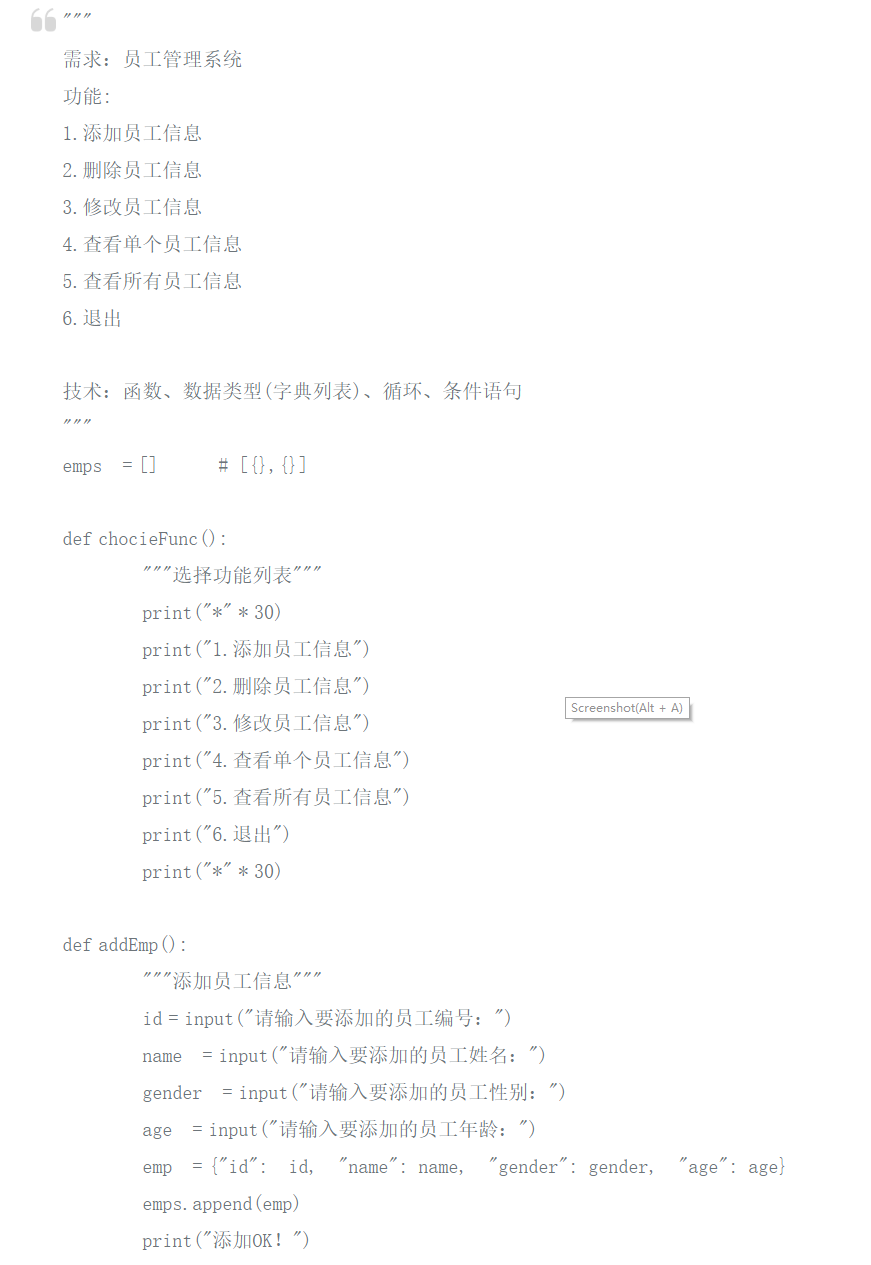 """
需求：员工管理系统
功能:
1.添加员工信息
2.删除员工信息
3.修改员工信息
4.查看单个员工信息
5.查看所有员工信息
6.退出
技术：函数、数据类型(字典列表)、循环、条件语句
"""
emps = [] # [{},{}]
def chocieFunc():
"""选择功能列表"""
print("*" * 30)
print("1.添加员工信息")
print("2.删除员工信息")
Screenshot(Alt + A)
print("3.修改员工信息")
print("4.查看单个员工信息")
print("5.查看所有员工信息")
print("6.退出")
print("*" * 30)
def addEmp():
"""添加员工信息"""
id = input("请输入要添加的员工编号：")
name = input("请输入要添加的员工姓名：")
gender = input("请输入要添加的员工性别：")
age = input("请输入要添加的员工年龄：")
emp = {"id": id, "name": name, "gender": gender, "age": age}
emps.append(emp)
print("添加OK！")